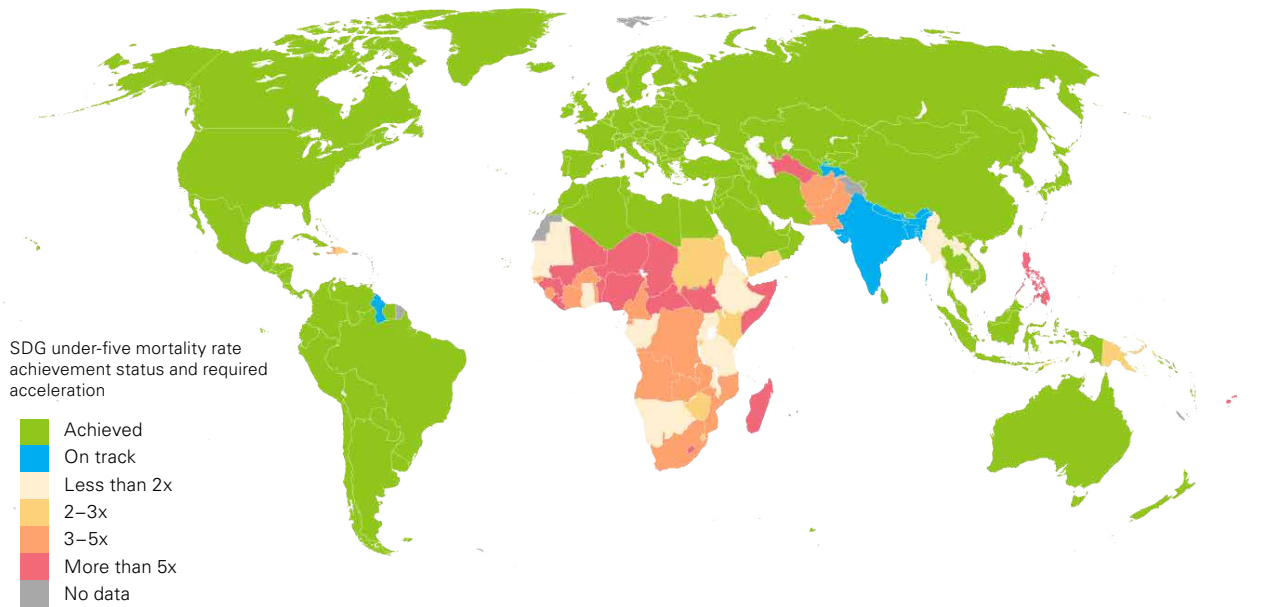 SDG under-five mortality rate
achievement status and required
acceleration
Achieved
On track
Less than 2x
2–3x
3–5x
More than 5x
No data